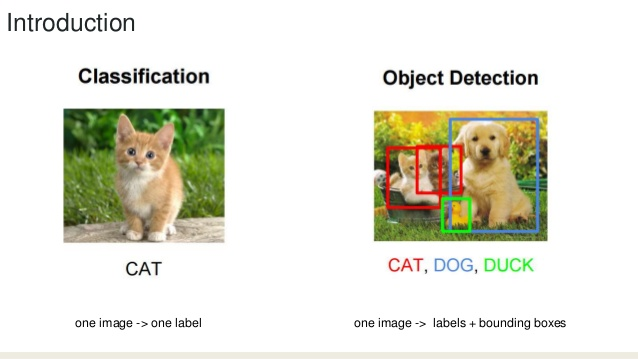 Introduction
Classification
Object Detection
CAT
CAT, DOG, DUCK
one image -> one label
one image -> labels + bounding boxes